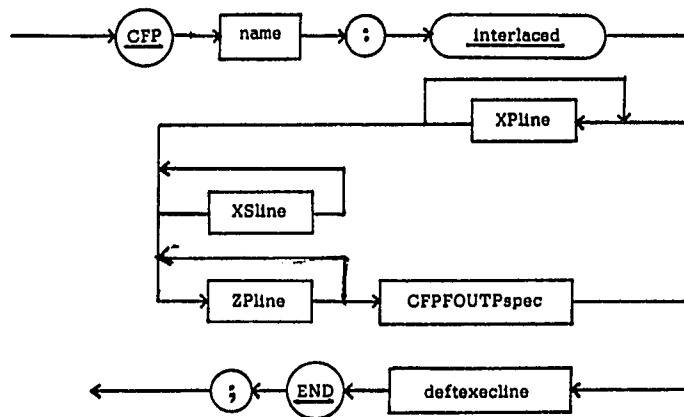 CFP name : interlaced
XPline
XSline
ZPline CFPFOUTPspec
; END deftexecline